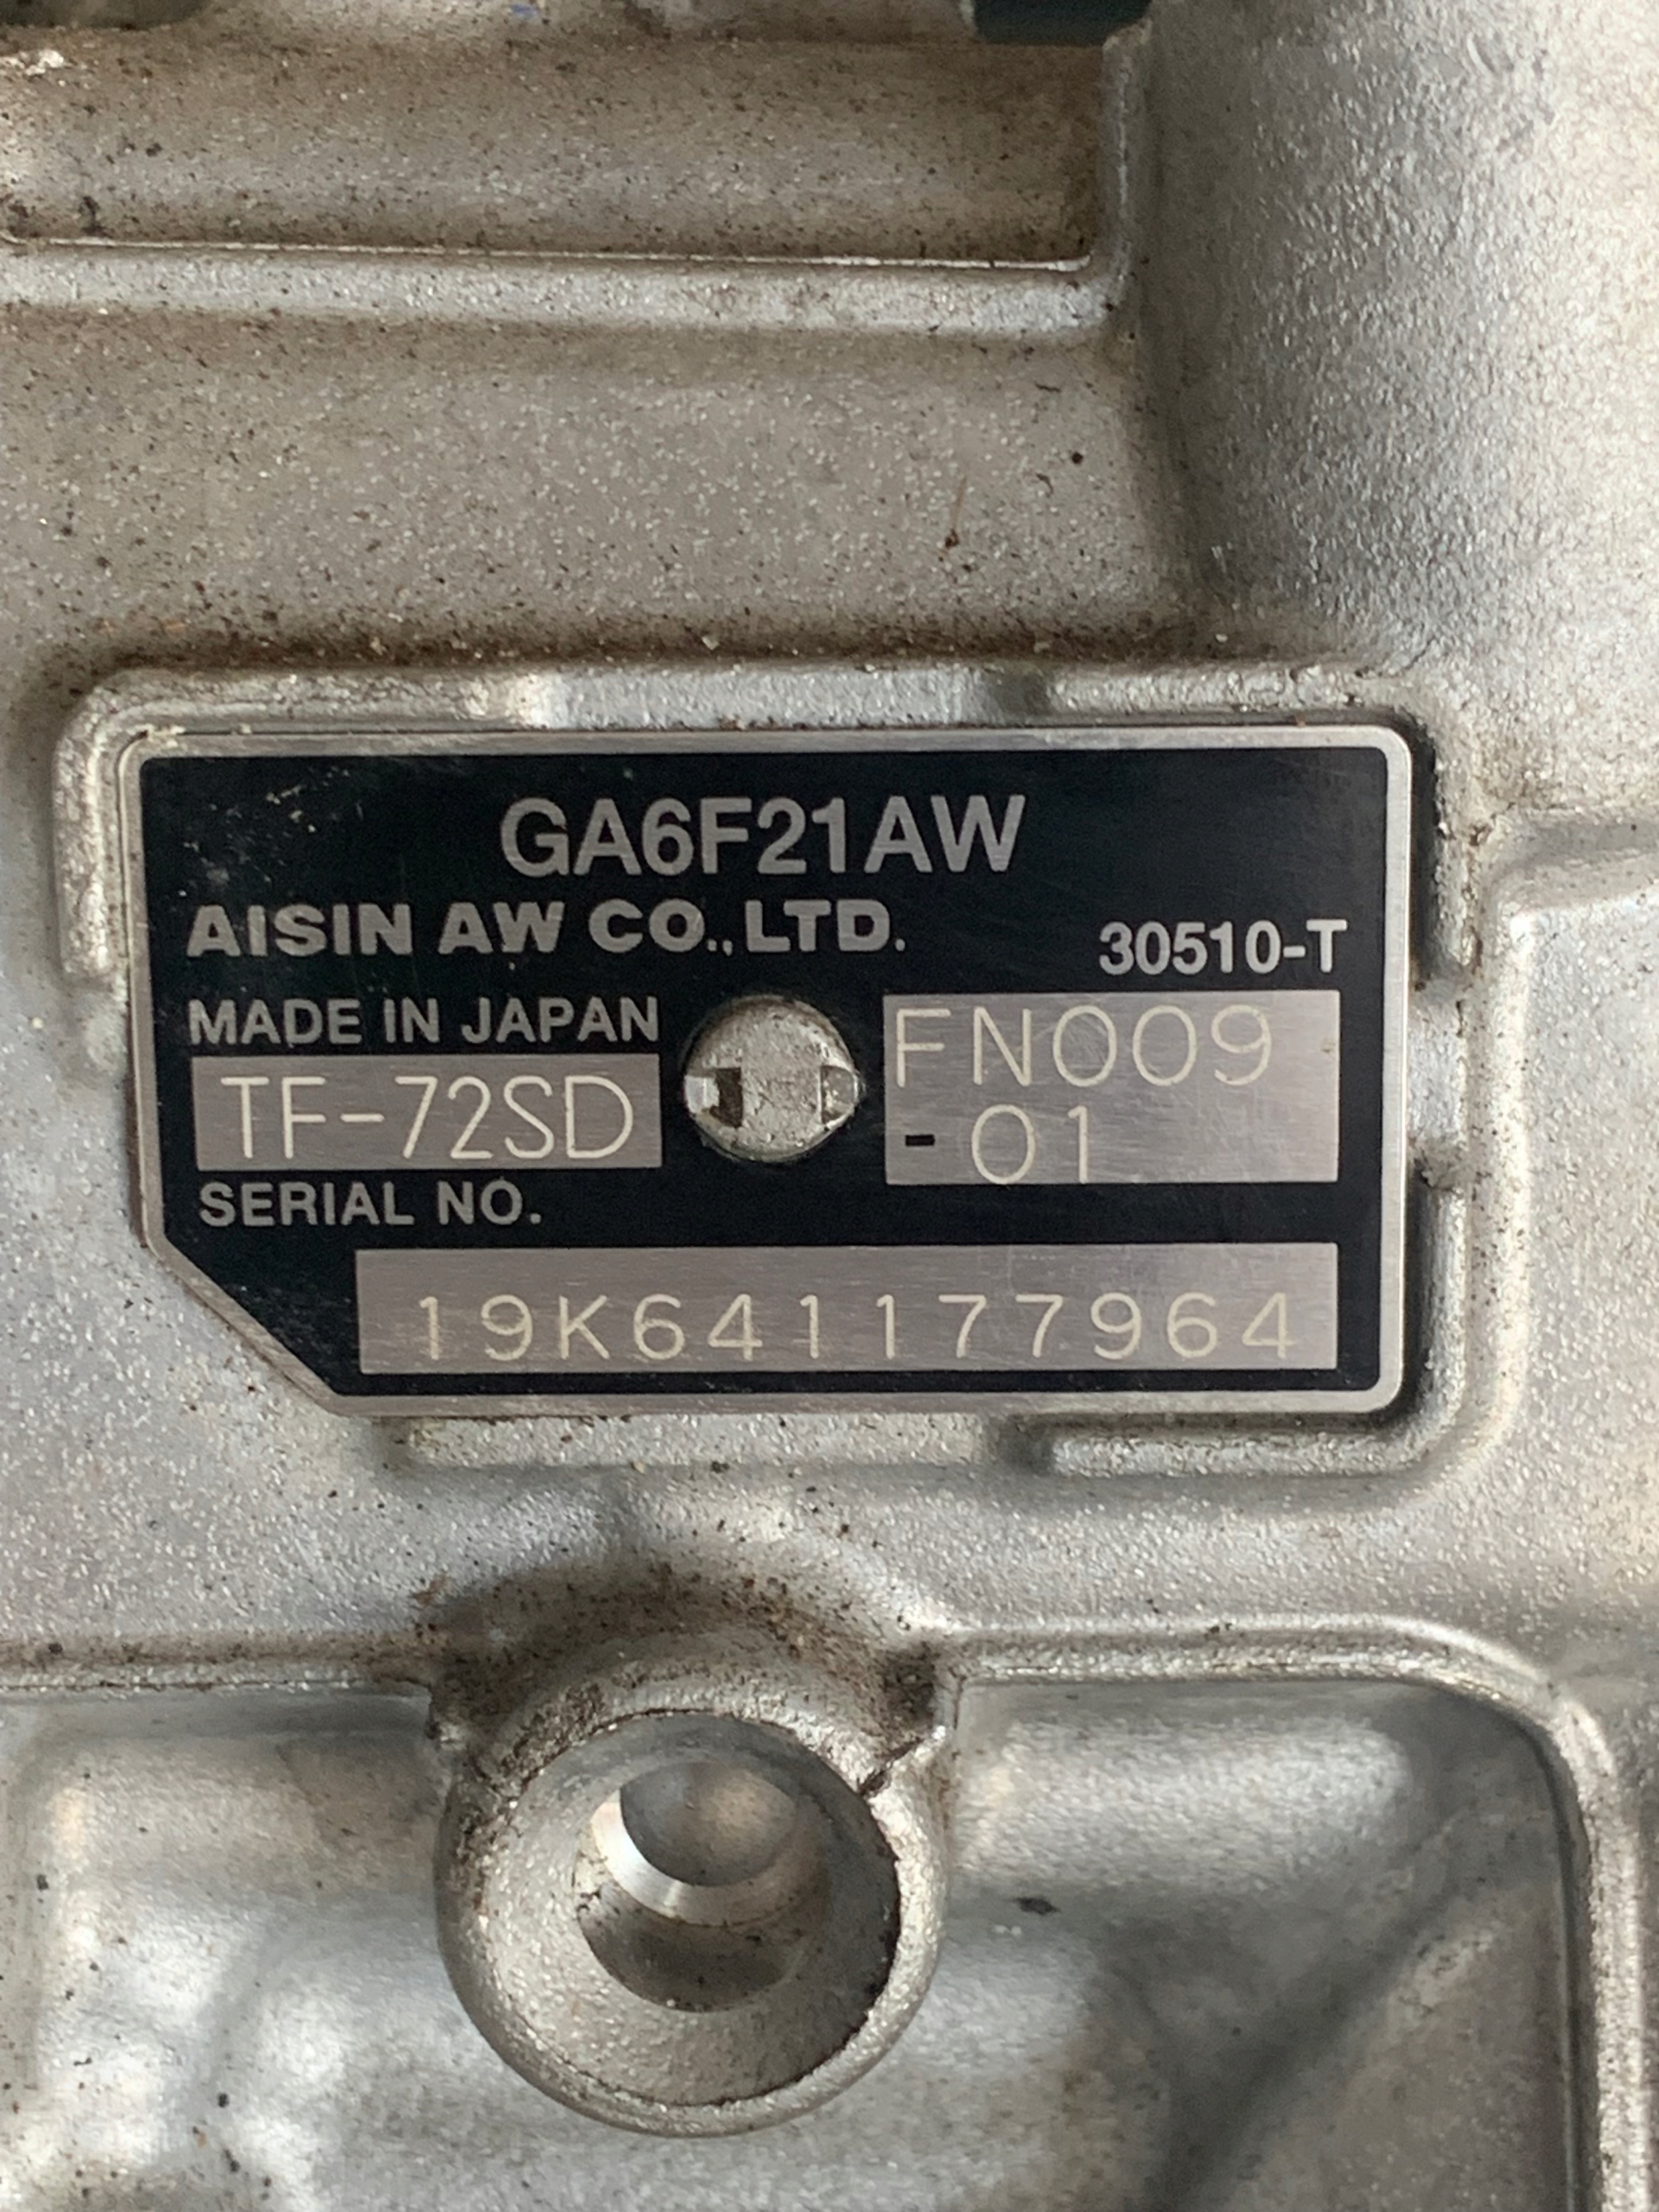 GA6F21AW
AISIN AW CO.,LTD.
30510-T
MADE IN JAPAN
FN009
TF-72SD
-01
SERIAL NO.
19K641177964